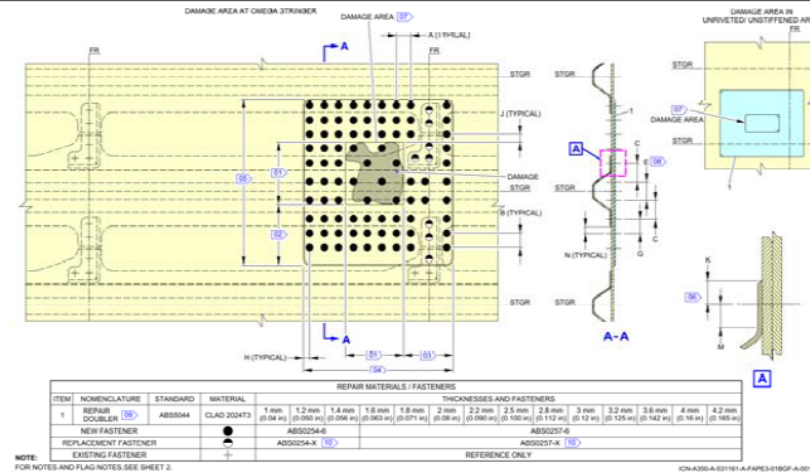 DAMAGE AREA AT OMEGA STRINGER
DAMAGE AREA 07
A (TYPICAL)
A
FR
FR
STGR
STGR
J (TYPICAL)
1
A
C
E
08
05
01
DAMAGE
STGR
STGR
02
B (TYPICAL)
N (TYPICAL)
G
C
STGR
STGR
A
A-A
H (TYPICAL)
01
03
04
DAMAGE AREA IN
UNRIVETED/ UNSTIFFENED
FR
STGR
07
DAMAGE AREA
STGR
K
06
M
A
REPAIR MATERIALS / FASTENERS
ITEM NOMENCLATURE STANDARD MATERIAL THICKNESSES AND FASTENERS
1 REPAIR DOUBLER 09 ABS5044 CLAD 2024T3 1 mm 1.2 mm 1.4 mm 1.6 mm 1.8 mm 2 mm 2.2 mm 2.5 mm 2.8 mm 3 mm 3.2 mm 3.6 mm 4 mm 4.2 mm
(0.04 in) (0.050 in) (0.056 in) (0.063 in) (0.071 in) (0.08 in) (0.090 in) (0.100 in) (0.112 in) (0.12 in) (0.125 in) (0.142 in) (0.16 in) (0.165 in)
NEW FASTENER ABS0254-6 ABS0257-6
REPLACEMENT FASTENER ABS0254-X 10 ABS0257-X 10
EXISTING FASTENER REFERENCE ONLY
NOTE:
FOR NOTES AND FLAG NOTES, SEE SHEET 2.